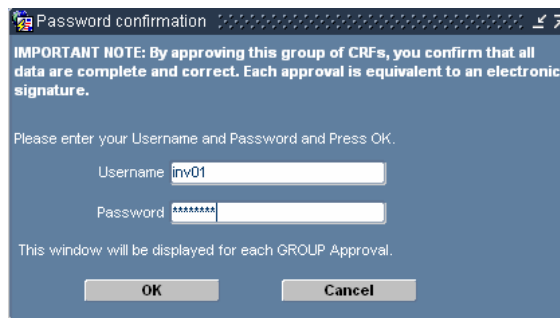 Password confirmation
IMPORTANT NOTE: By approving this group of CRFs, you confirm that all
data are complete and correct. Each approval is equivalent to an electronic
signature.
Please enter your Username and Password and Press OK.
Username inv01
Password ********
This window will be displayed for each GROUP Approval.
OK Cancel